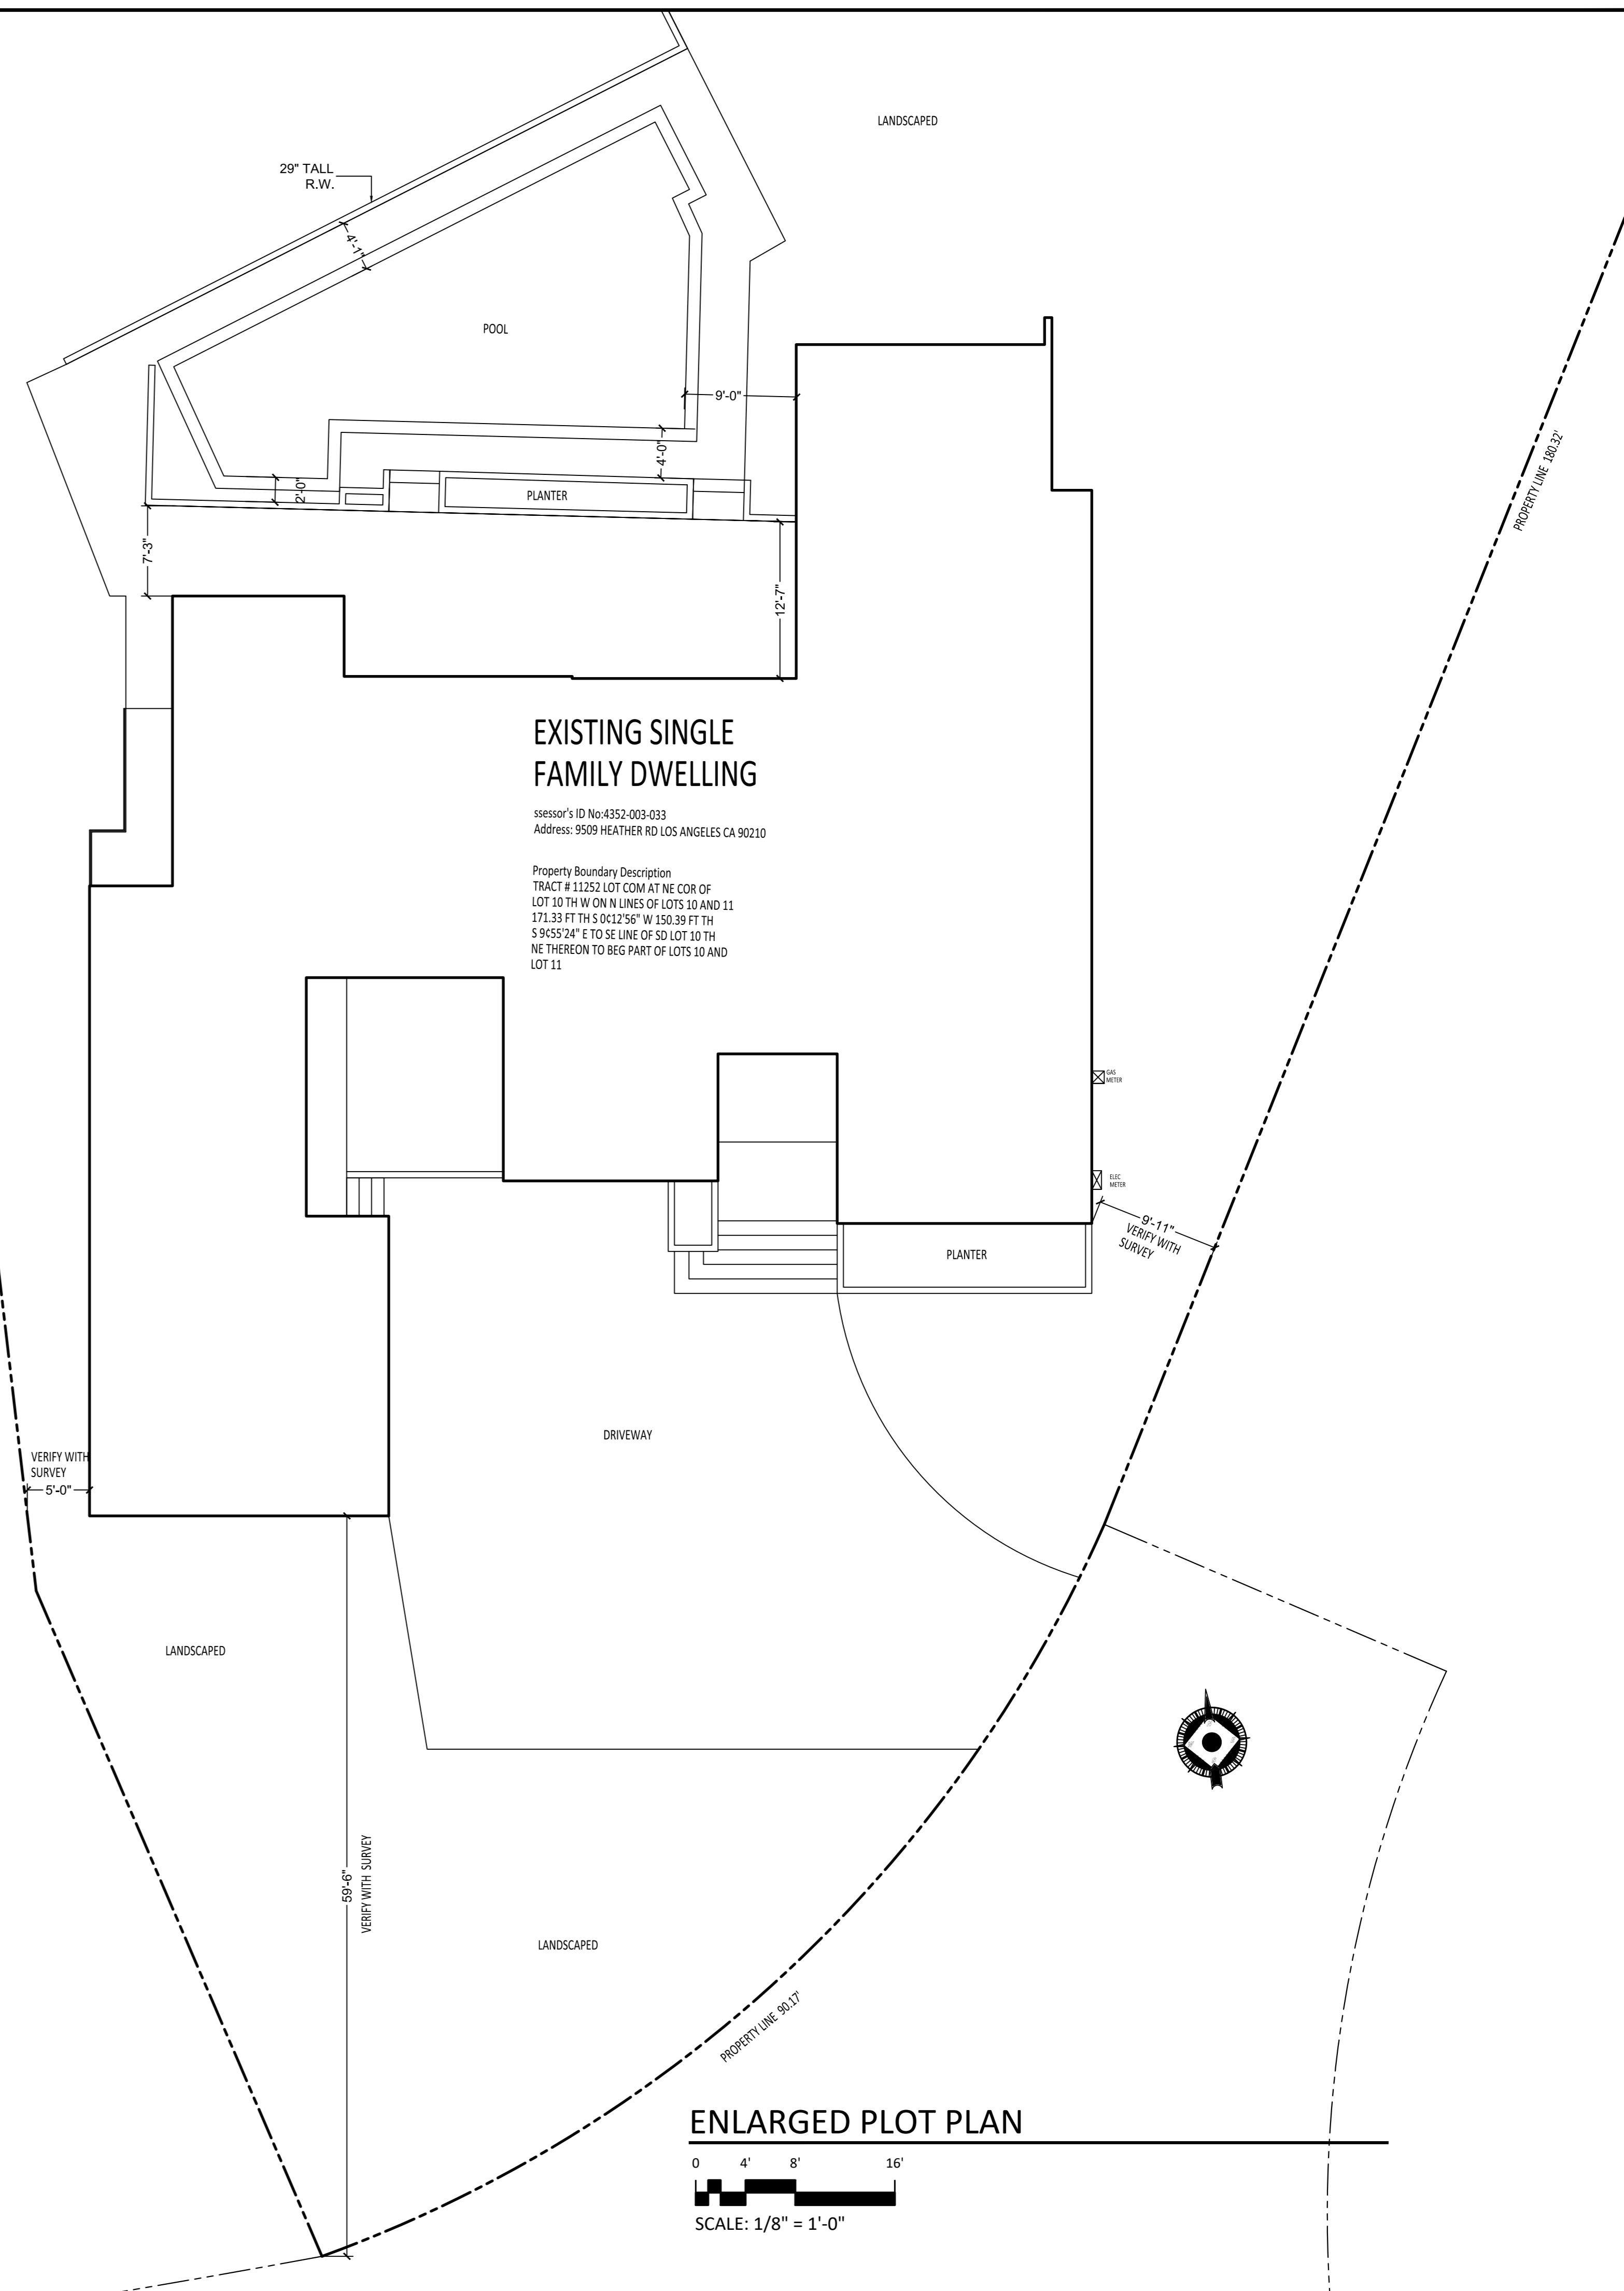 LANDSCAPED
29" TALL
R.W.
4'-1"
POOL
9'-0"
4'-0"
2'-0"
PLANTER
PROPERTY LINE 180.32'
7'-3"
12'-7"
EXISTING SINGLE
FAMILY DWELLING
ssessor's ID No:4352-003-033
Address: 9509 HEATHER RD LOS ANGELES CA 90210
Property Boundary Description
TRACT # 11252 LOT COM AT NE COR OF
LOT 10 TH W ON N LINES OF LOTS 10 AND 11
171.33 FT TH S 0¢12'56" W 150.39 FT TH
S 9¢55'24" E TO SE LINE OF SD LOT 10 TH
NE THEREON TO BEG PART OF LOTS 10 AND
LOT 11
GAS
METER
ELEC
METER
9'-11"
VERIFY WITH
SURVEY
PLANTER
DRIVEWAY
VERIFY WITH
SURVEY
5'-0"
LANDSCAPED
59'-6"
VERIFY WITH SURVEY
LANDSCAPED
PROPERTY LINE 90.17'
ENLARGED PLOT PLAN
0 4' 8' 16'
SCALE: 1/8" = 1'-0"